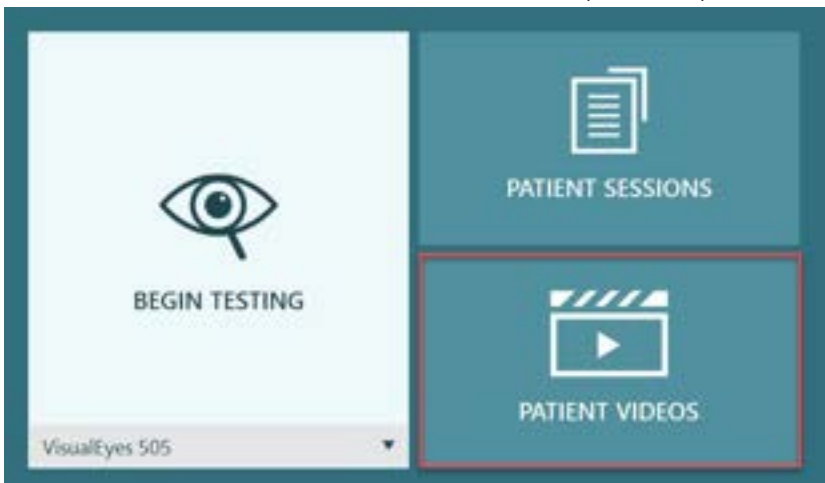 BEGIN TESTING
VisualEyes 505
PATIENT SESSIONS
PATIENT VIDEOS